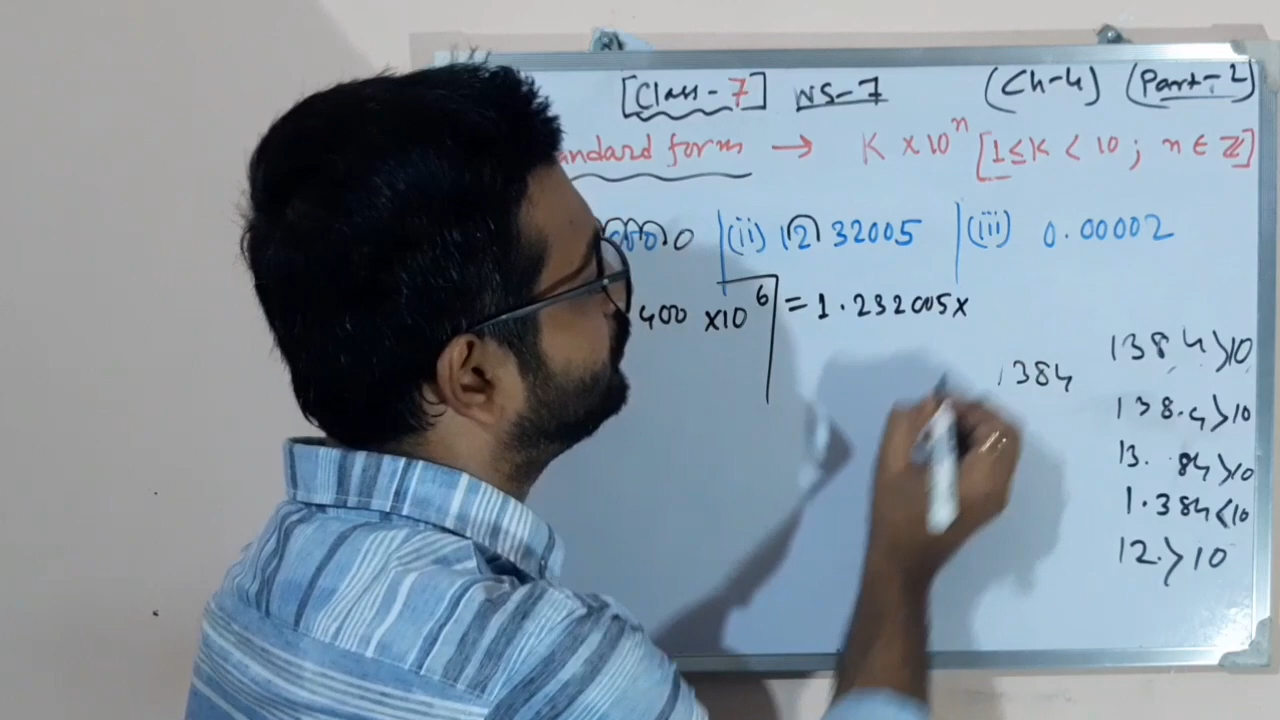 [Class-7] WS-7 (Ch-4) (Part-2)
andard form → K × 10ⁿ [1 ≤ K < 10 ; n ∈ ℤ]
0 (ii) 1232005 (iii) 0.00002
400 ×10⁶ = 1.232005×
1384 > 10
1384
138.4 > 10
13. 84 > 10
1.384 < 10
12. > 10